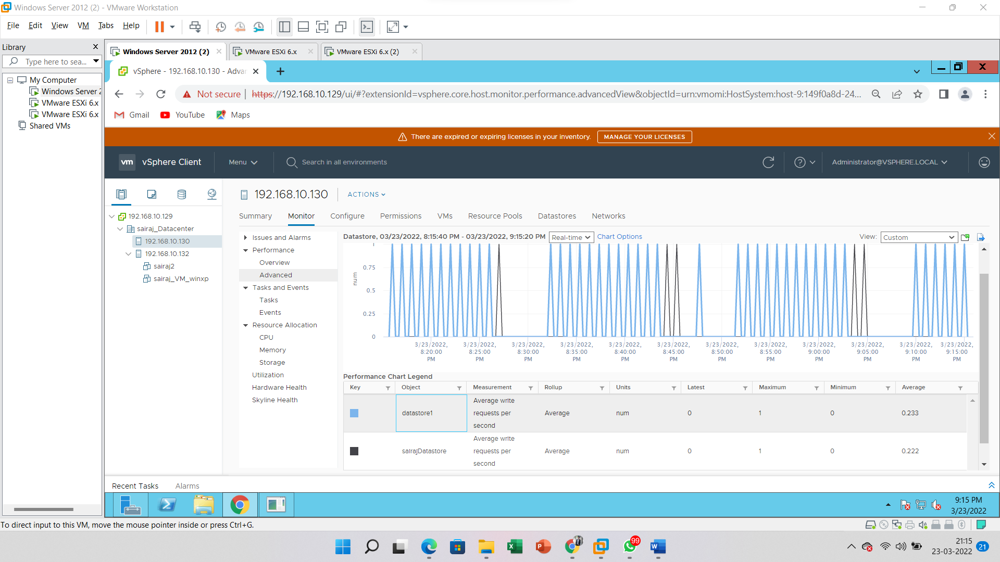 Windows Server 2012 (2) - VMware Workstation
File Edit View VM Tabs Help
Library
Type here to sea...
My Computer
Windows Server 2
VMware ESXi 6.x
VMware ESXi 6.x
Shared VMs
Windows Server 2012 (2) VMware ESXi 6.x VMware ESXi 6.x (2)
vSphere - 192.168.10.130 - Advan
Not secure https://192.168.10.129/ui/#?extensionId=vsphere.core.host.monitor.performance.advancedView&objectId=urn:vmomi:HostSystem:host-9:149f0a8d-24...
Gmail YouTube Maps
There are expired or expiring licenses in your inventory. MANAGE YOUR LICENSES
vm vSphere Client Menu Search in all environments Administrator@VSPHERE.LOCAL
192.168.10.129
sairaj_Datacenter
192.168.10.130
192.168.10.132
sairaj2
sairaj_VM_winxp
192.168.10.130 ACTIONS
Summary Monitor Configure Permissions VMs Resource Pools Datastores Networks
Issues and Alarms
Performance
Overview
Advanced
Tasks and Events
Tasks
Events
Resource Allocation
CPU
Memory
Storage
Utilization
Hardware Health
Skyline Health
Datastore, 03/23/2022, 8:15:40 PM - 03/23/2022, 9:15:20 PM Real-time Chart Options View: Custom
num
1
0.75
0.5
0.25
0
3/23/2022, 3/23/2022, 3/23/2022, 3/23/2022, 3/23/2022, 3/23/2022, 3/23/2022, 3/23/2022, 3/23/2022, 3/23/2022, 3/23/2022, 3/23/2022,
8:20:00 8:25:00 8:30:00 8:35:00 8:40:00 8:45:00 8:50:00 8:55:00 9:00:00 9:05:00 9:10:00 9:15:00
PM PM PM PM PM PM PM PM PM PM PM PM
Performance Chart Legend
Key Object Measurement Rollup Units Latest Maximum Minimum Average
Average write
requests per
second
datastore1 Average num 0 1 0 0.233
Average write
requests per
second
sairajDatastore Average num 0 1 0 0.222
Recent Tasks Alarms
9:15 PM
3/23/2022
To direct input to this VM, move the mouse pointer inside or press Ctrl+G.
99
21:15
23-03-2022
21